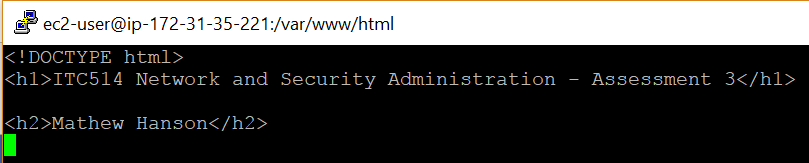 ec2-user@ip-172-31-35-221:/var/www/html
<!DOCTYPE html>
<h1>ITC514 Network and Security Administration - Assessment 3</h1>
<h2>Mathew Hanson</h2>